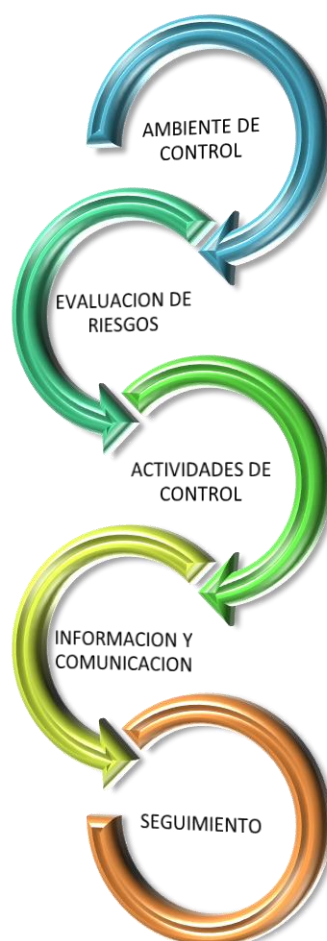 AMBIENTE DE
CONTROL
EVALUACION DE
RIESGOS
ACTIVIDADES DE
CONTROL
INFORMACION Y
COMUNICACION
SEGUIMIENTO